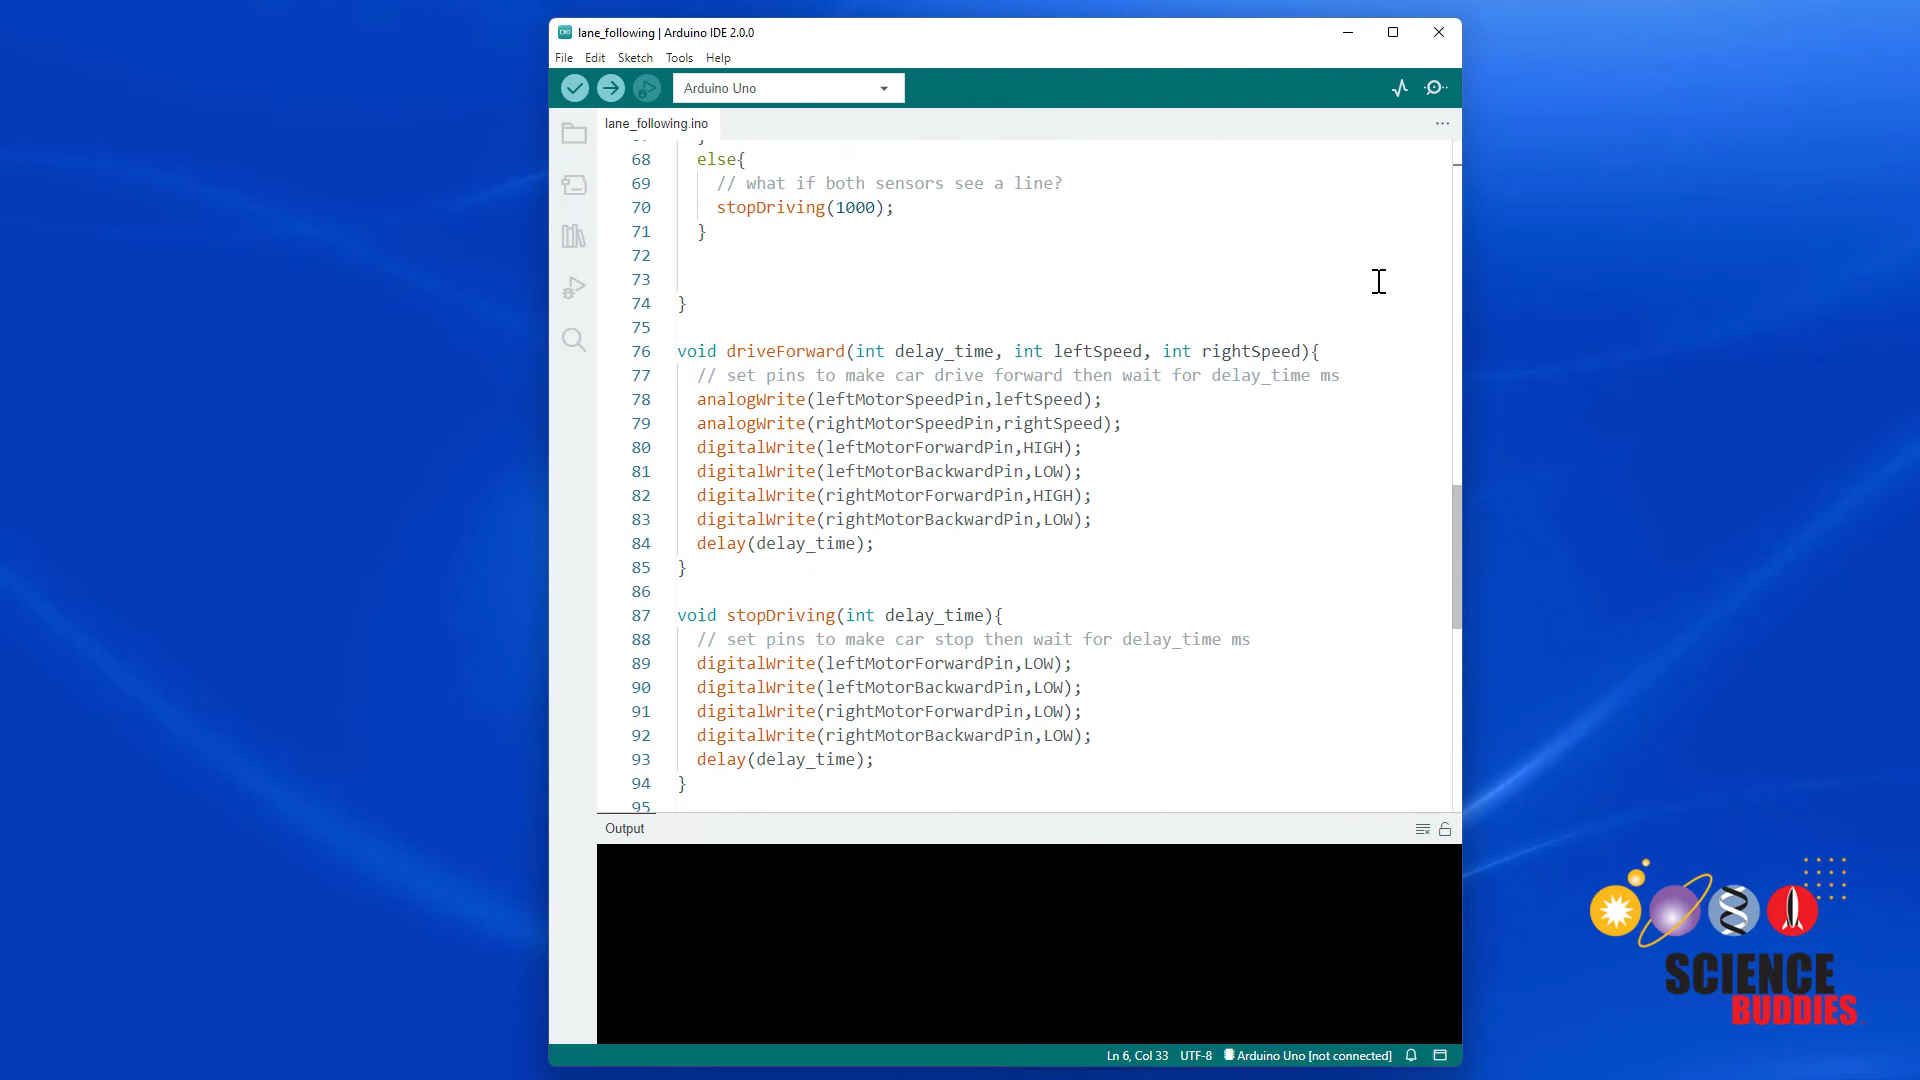 lane_following | Arduino IDE 2.0.0
File Edit Sketch Tools Help
Arduino Uno
lane_following.ino
68 else{
69 // what if both sensors see a line?
70 stopDriving(1000);
71 }
72
73
74 }
75
76 void driveForward(int delay_time, int leftSpeed, int rightSpeed){
77 // set pins to make car drive forward then wait for delay_time ms
78 analogWrite(leftMotorSpeedPin,leftSpeed);
79 analogWrite(rightMotorSpeedPin,rightSpeed);
80 digitalWrite(leftMotorForwardPin,HIGH);
81 digitalWrite(leftMotorBackwardPin,LOW);
82 digitalWrite(rightMotorForwardPin,HIGH);
83 digitalWrite(rightMotorBackwardPin,LOW);
84 delay(delay_time);
85 }
86
87 void stopDriving(int delay_time){
88 // set pins to make car stop then wait for delay_time ms
89 digitalWrite(leftMotorForwardPin,LOW);
90 digitalWrite(leftMotorBackwardPin,LOW);
91 digitalWrite(rightMotorForwardPin,LOW);
92 digitalWrite(rightMotorBackwardPin,LOW);
93 delay(delay_time);
94 }
95
Output
Ln 6, Col 33 UTF-8 Arduino Uno [not connected]
SCIENCE
BUDDIES